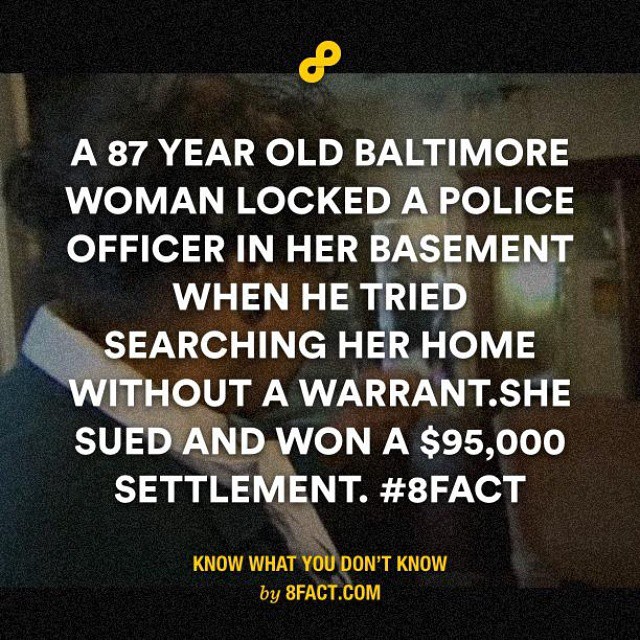 A 87 YEAR OLD BALTIMORE
WOMAN LOCKED A POLICE
OFFICER IN HER BASEMENT
WHEN HE TRIED
SEARCHING HER HOME
WITHOUT A WARRANT.SHE
SUED AND WON A $95,000
SETTLEMENT. #8FACT
KNOW WHAT YOU DON'T KNOW
by 8FACT.COM